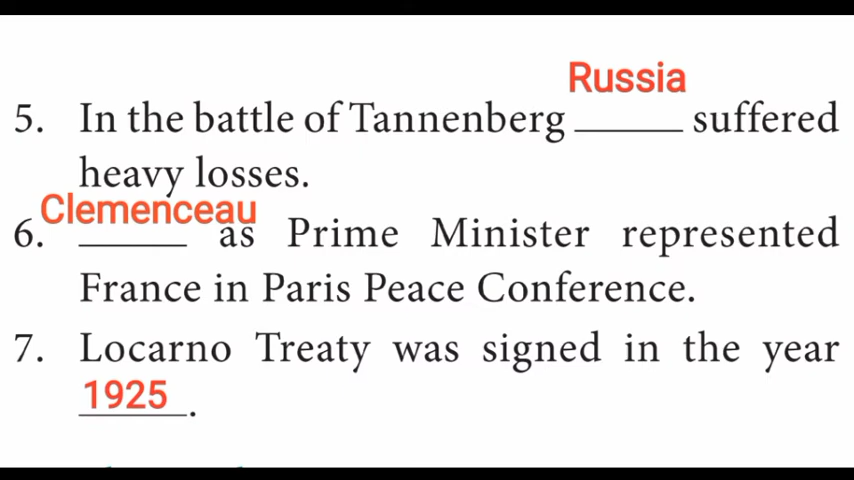 Russia
5. In the battle of Tannenberg ______ suffered
heavy losses.
Clemenceau
6. ______ as Prime Minister represented
France in Paris Peace Conference.
7. Locarno Treaty was signed in the year
1925.